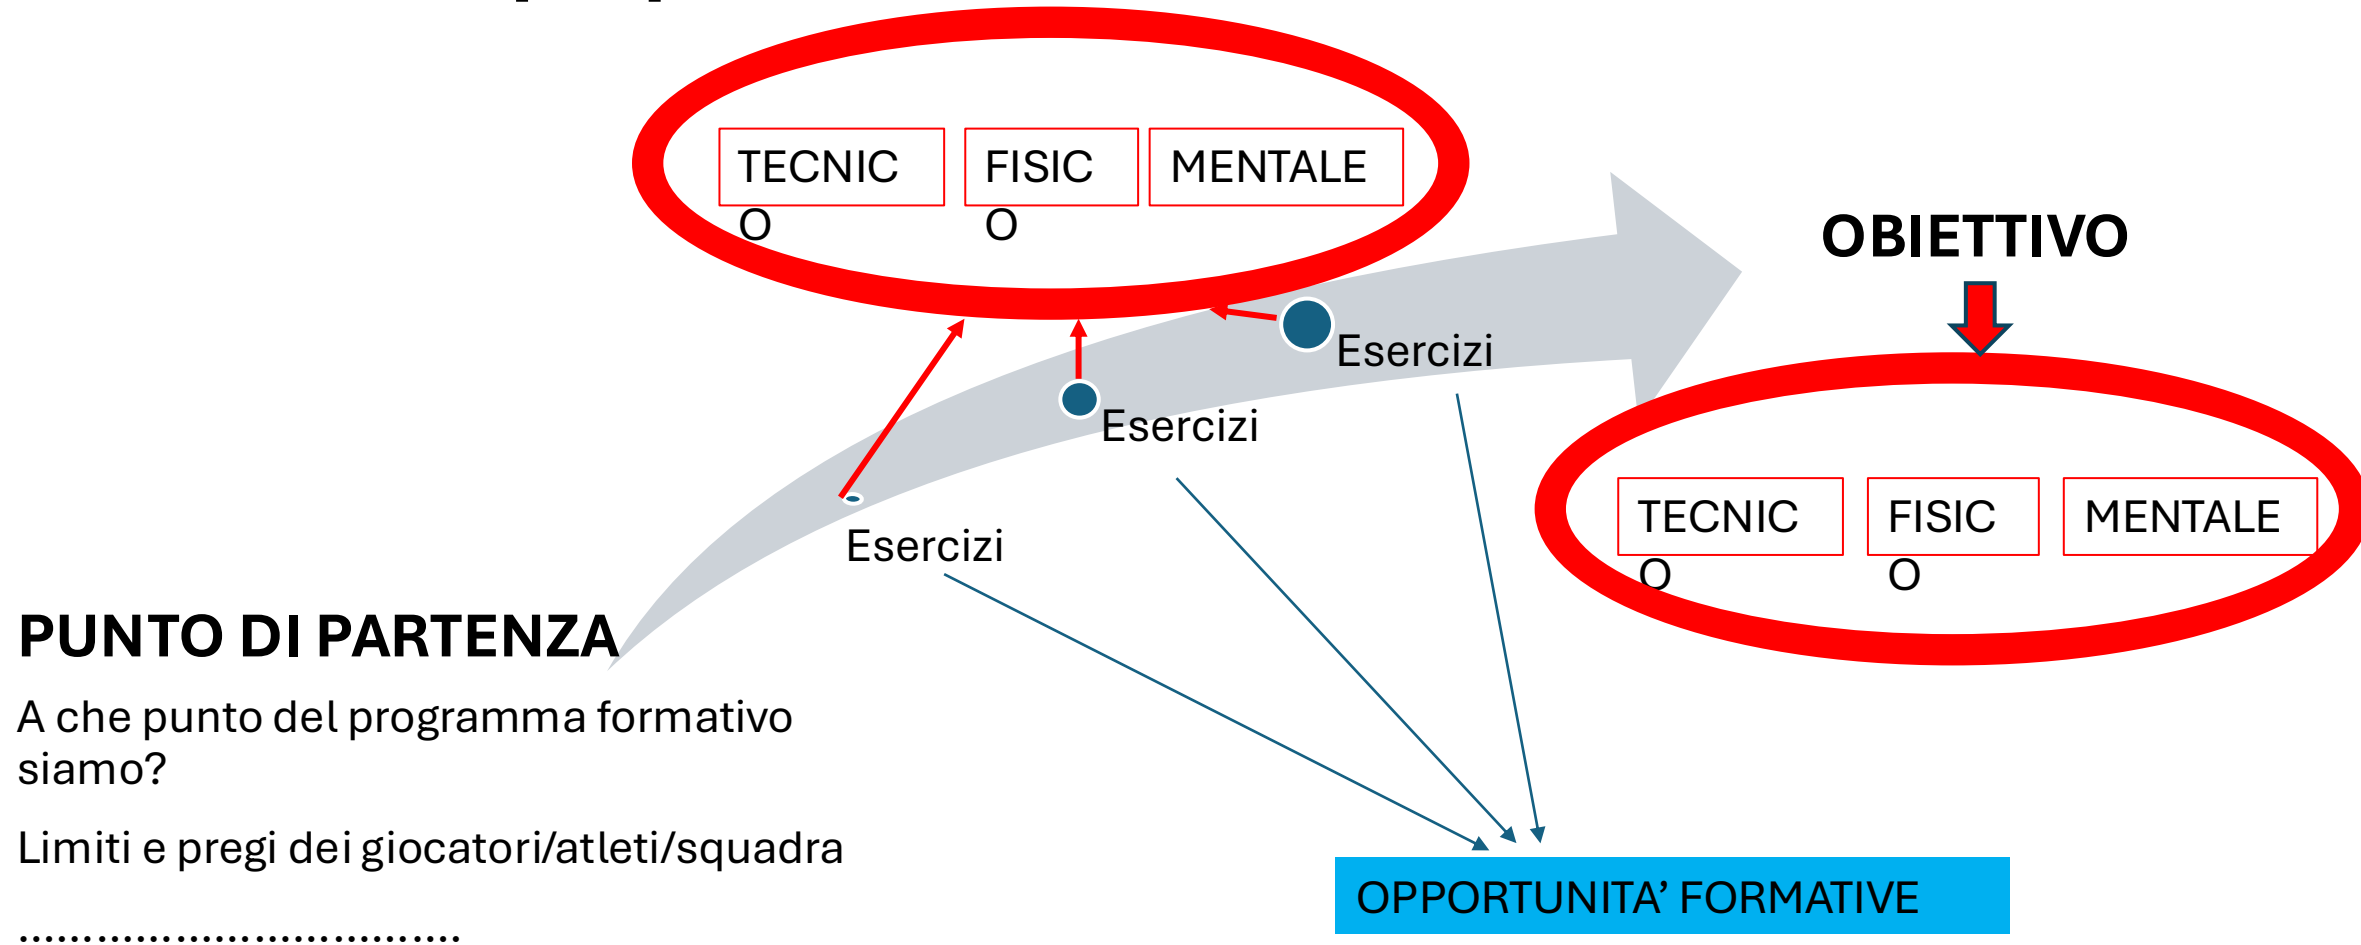 TECNIC
O
FISIC
O
MENTALE
OBIETTIVO
Esercizi
Esercizi
Esercizi
TECNIC
O
FISIC
O
MENTALE
PUNTO DI PARTENZA
A che punto del programma formativo
siamo?
Limiti e pregi dei giocatori/atleti/squadra
……………………………
OPPORTUNITA’ FORMATIVE